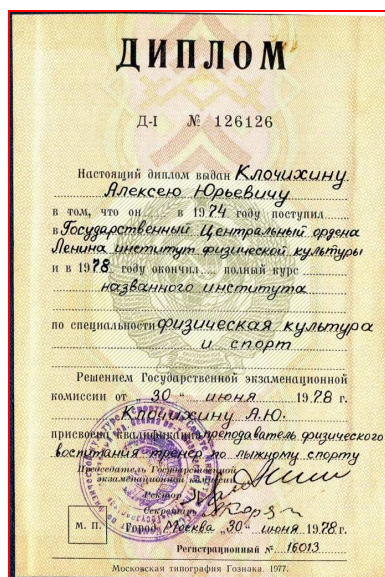 ДИПЛОМ
Д-I № 126126
Настоящий диплом выдан Клочихину
Алексею Юрьевичу
в том, что он в 1974 году поступил
в Государственный Центральный ордена
Ленина институт физической культуры
и в 1978 году окончил полный курс
названного института
по специальности физическая культура
и спорт
Решением Государственной экзаменационной
комиссии от „30" июня 1978 г.
Клочихину А.Ю.
присвоена квалификация преподаватель физического
воспитания тренер по лыжному спорту
Председатель Государственной
экзаменационной комиссии
Ректор
Секретарь
М. П. Город Москва „30" июня 1978 г.
Регистрационный № 16013
Московская типография Гознака. 1977.